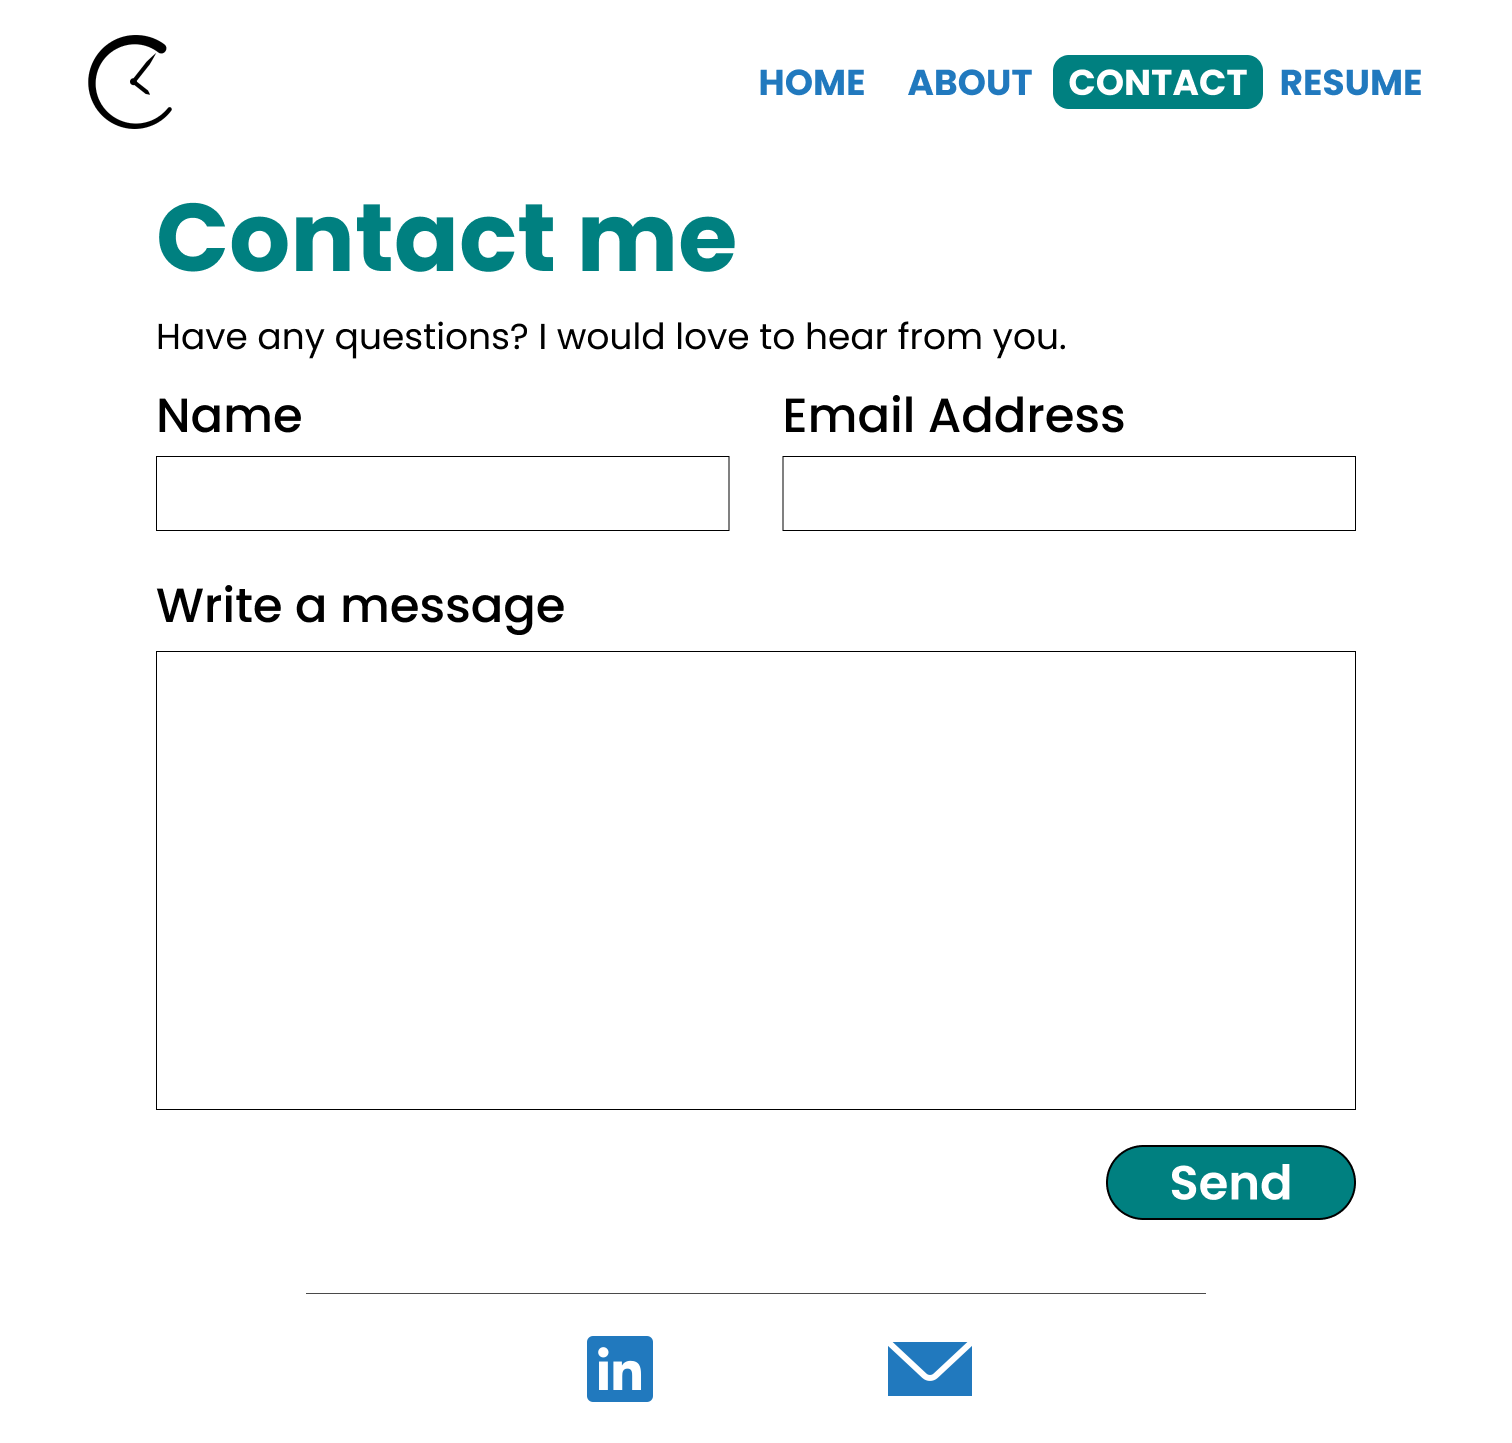 HOME ABOUT CONTACT RESUME
Contact me
Have any questions? I would love to hear from you.
Name Email Address
Write a message
Send
in